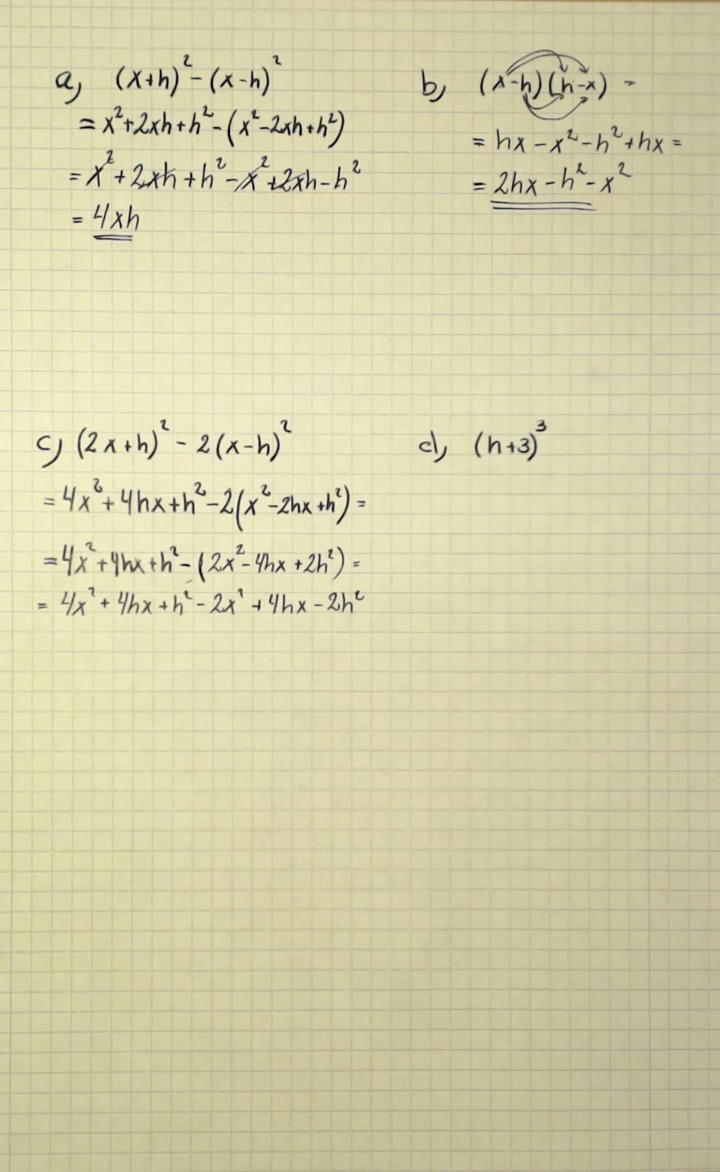 a) (x+h)² - (x-h)²
= x²+2xh+h² - (x²-2xh+h²)
= x²+2xh+h²-x²+2xh-h²
= 4xh
b) (x-h)(h-x) =
= hx-x²-h²+hx =
= 2hx-h²-x²
c) (2x+h)² - 2(x-h)²
= 4x²+4hx+h²-2(x²-2hx+h²) =
= 4x²+4hx+h²-(2x²-4hx+2h²) =
= 4x²+4hx+h²-2x²+4hx-2h²
d) (h+3)³